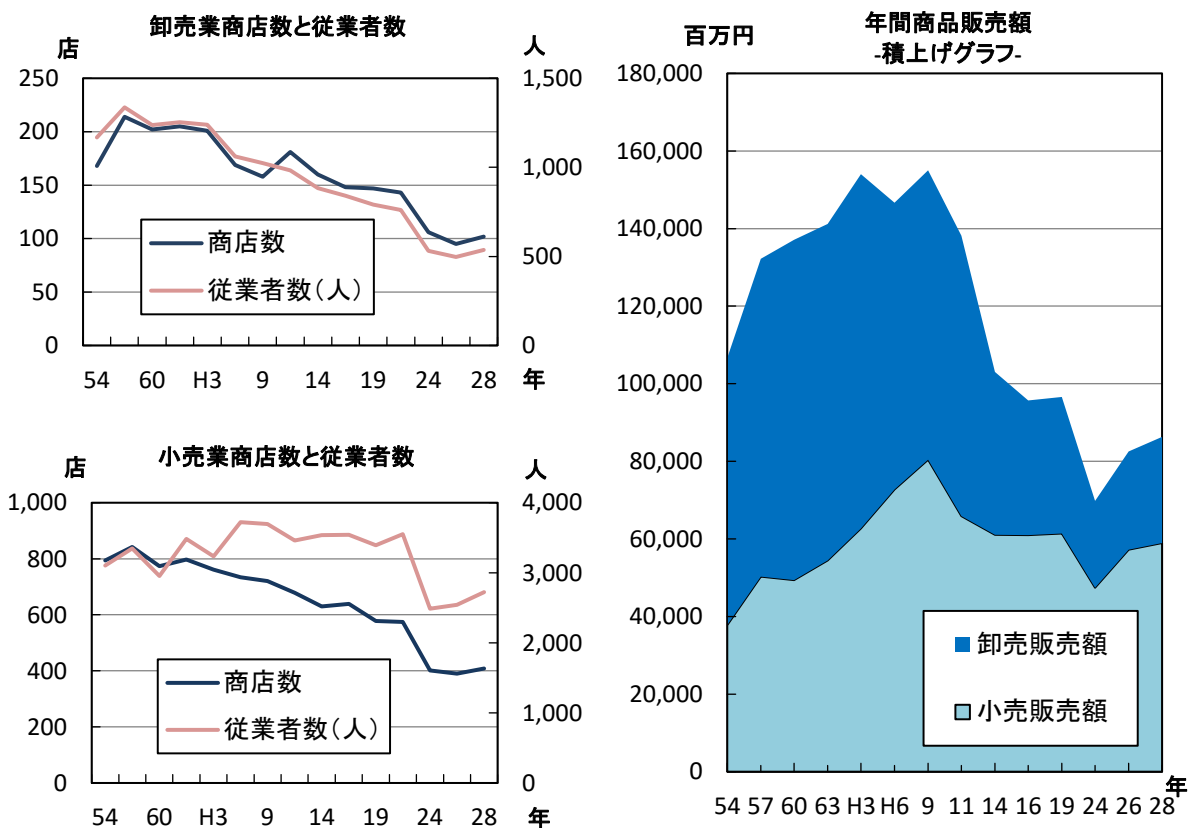 卸売業商店数と従業者数
店
人
250
200
150
100
50
0
1,500
1,000
500
0
商店数
従業者数(人)
54 60 H3 9 14 19 24 28 年
小売業商店数と従業者数
店
人
1,000
800
600
400
200
0
4,000
3,000
2,000
1,000
0
商店数
従業者数(人)
54 60 H3 9 14 19 24 28 年
年間商品販売額
-積上げグラフ-
百万円
180,000
160,000
140,000
120,000
100,000
80,000
60,000
40,000
20,000
0
卸売販売額
小売販売額
54 57 60 63 H3 H6 9 11 14 16 19 24 26 28 年